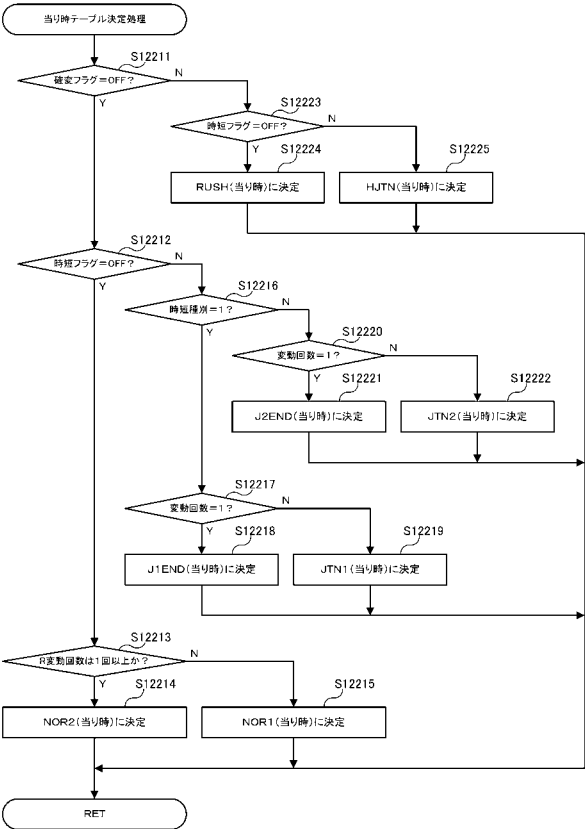 当り時テーブル決定処理
S12211
確変フラグ=OFF?
N
Y
S12223
時短フラグ=OFF?
N
Y
S12224
RUSH(当り時)に決定
S12225
HJTN(当り時)に決定
S12212
時短フラグ=OFF?
N
Y
S12216
時短種別=1?
N
Y
S12220
変動回数=1?
N
Y
S12221
J2END(当り時)に決定
S12222
JTN2(当り時)に決定
S12217
変動回数=1?
N
Y
S12218
J1END(当り時)に決定
S12219
JTN1(当り時)に決定
S12213
R変動回数は1回以上か?
N
Y
S12214
NOR2(当り時)に決定
S12215
NOR1(当り時)に決定
RET